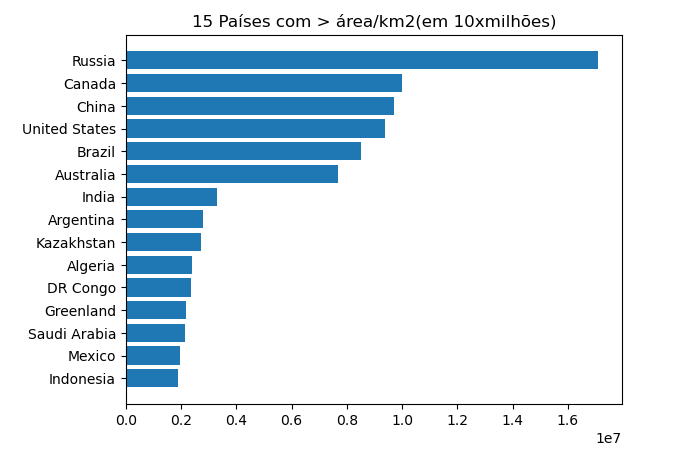 15 Países com > área/km2(em 10xmilhões)
Russia
Canada
China
United States
Brazil
Australia
India
Argentina
Kazakhstan
Algeria
DR Congo
Greenland
Saudi Arabia
Mexico
Indonesia
0.0 0.2 0.4 0.6 0.8 1.0 1.2 1.4 1.6
1e7